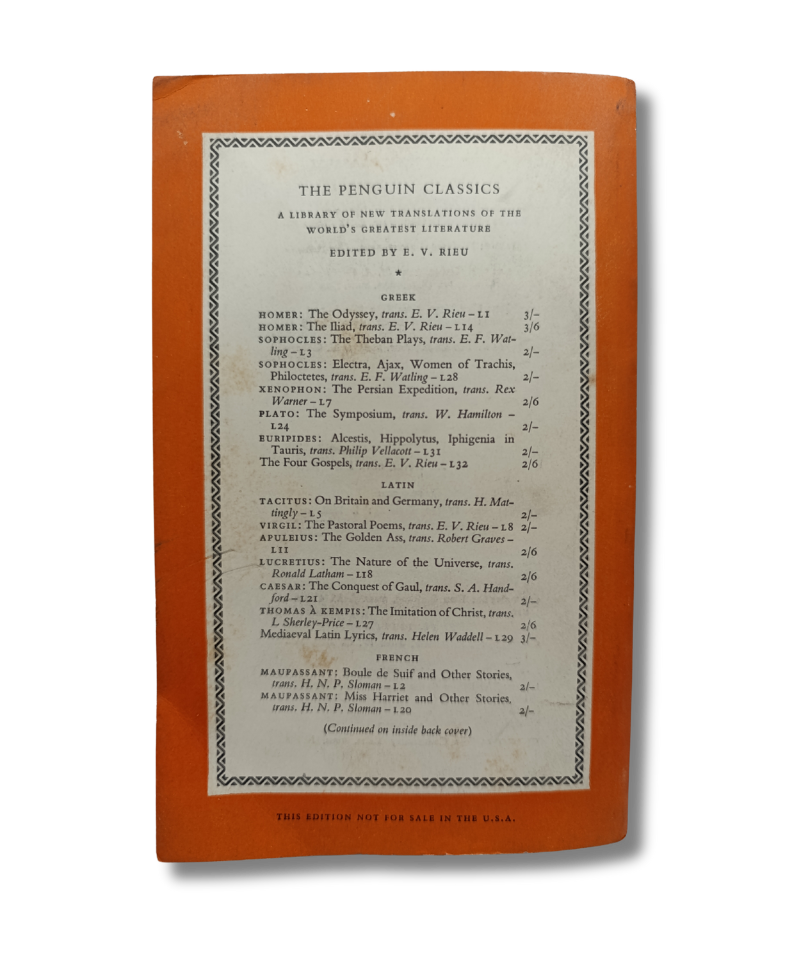 THE PENGUIN CLASSICS
A LIBRARY OF NEW TRANSLATIONS OF THE
WORLD'S GREATEST LITERATURE
EDITED BY E. V. RIEU
*
GREEK
HOMER: The Odyssey, trans. E. V. Rieu – L1 3/–
HOMER: The Iliad, trans. E. V. Rieu – L14 3/6
SOPHOCLES: The Theban Plays, trans. E. F. Wat-
ling – L3 2/–
SOPHOCLES: Electra, Ajax, Women of Trachis,
Philoctetes, trans. E. F. Watling – L28 2/–
XENOPHON: The Persian Expedition, trans. Rex
Warner – L7 2/6
PLATO: The Symposium, trans. W. Hamilton –
L24 2/–
EURIPIDES: Alcestis, Hippolytus, Iphigenia in
Tauris, trans. Philip Vellacott – L31 2/–
The Four Gospels, trans. E. V. Rieu – L32 2/6
LATIN
TACITUS: On Britain and Germany, trans. H. Mat-
tingly – L5 2/–
VIRGIL: The Pastoral Poems, trans. E. V. Rieu – L8 2/–
APULEIUS: The Golden Ass, trans. Robert Graves –
L11 2/6
LUCRETIUS: The Nature of the Universe, trans.
Ronald Latham – L18 2/6
CAESAR: The Conquest of Gaul, trans. S. A. Hand-
ford – L21 2/–
THOMAS À KEMPIS: The Imitation of Christ, trans.
L Sherley-Price – L27 2/6
Mediaeval Latin Lyrics, trans. Helen Waddell – L29 3/–
FRENCH
MAUPASSANT: Boule de Suif and Other Stories,
trans. H. N. P. Sloman – L2 2/–
MAUPASSANT: Miss Harriet and Other Stories,
trans. H. N. P. Sloman – L20 2/–
(Continued on inside back cover)
THIS EDITION NOT FOR SALE IN THE U.S.A.